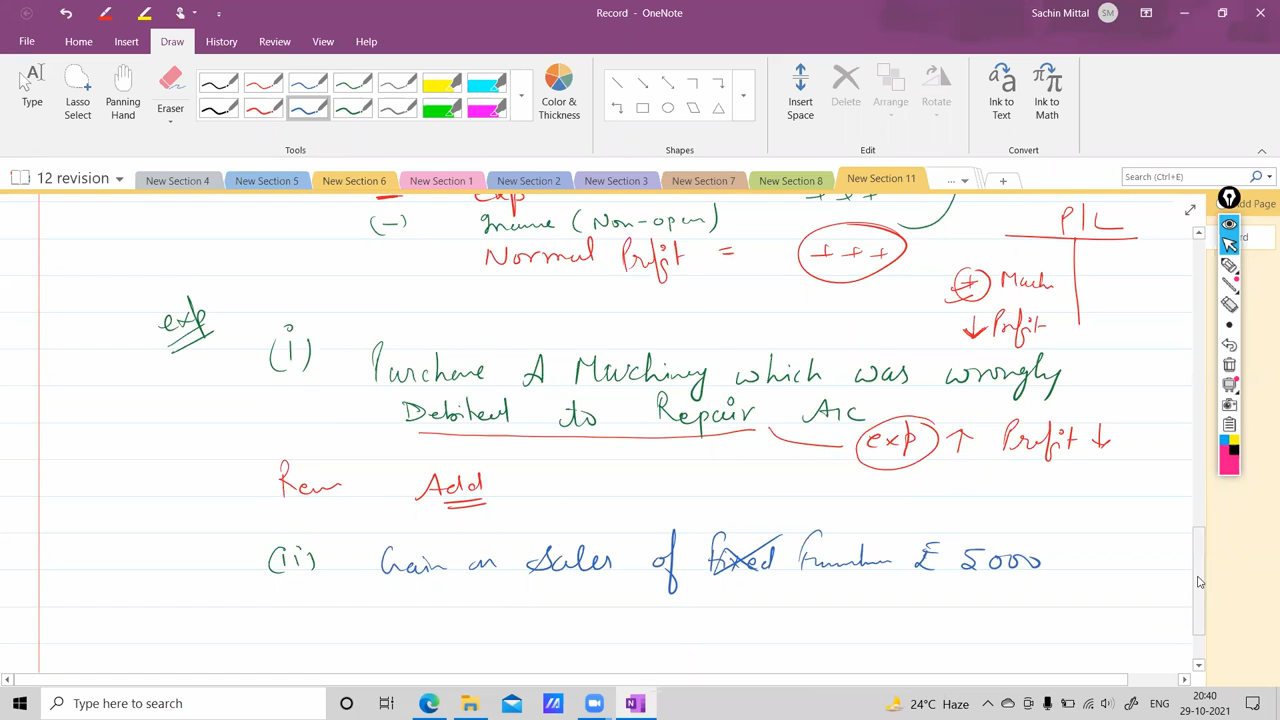 Record - OneNote
Sachin Mittal SM
File Home Insert Draw History Review View Help
Type Lasso Select Panning Hand Eraser Color & Thickness Insert Space Delete Arrange Rotate Ink to Text Ink to Math
Tools Shapes Edit Convert
12 revision New Section 4 New Section 5 New Section 6 New Section 1 New Section 2 New Section 3 New Section 7 New Section 8 New Section 11 ... + Search (Ctrl+E)
Add Page
exp + + +
(-) (Non-oper)
Normal Profit = + + +
P/L
+ Mach
↓ Profit
exp
(i) Purchase A Machinery which was wrongly
Debited to Repair A/c
exp ↑ Profit ↓
Add
(ii) Gain on Sales of Fixed £ 5000
Type here to search
24°C Haze ENG 20:40
29-10-2021